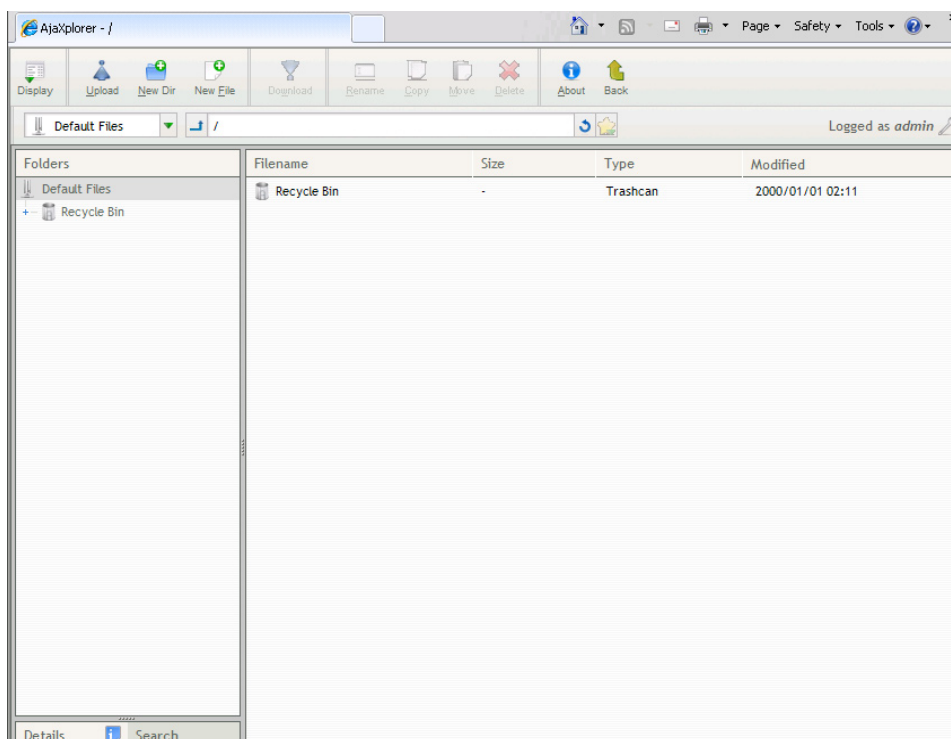 AjaXplorer - /
Page Safety Tools
Display Upload New Dir New File Download Rename Copy Move Delete About Back
Default Files / Logged as admin
Folders Filename Size Type Modified
Default Files Recycle Bin - Trashcan 2000/01/01 02:11
Recycle Bin
Details Search